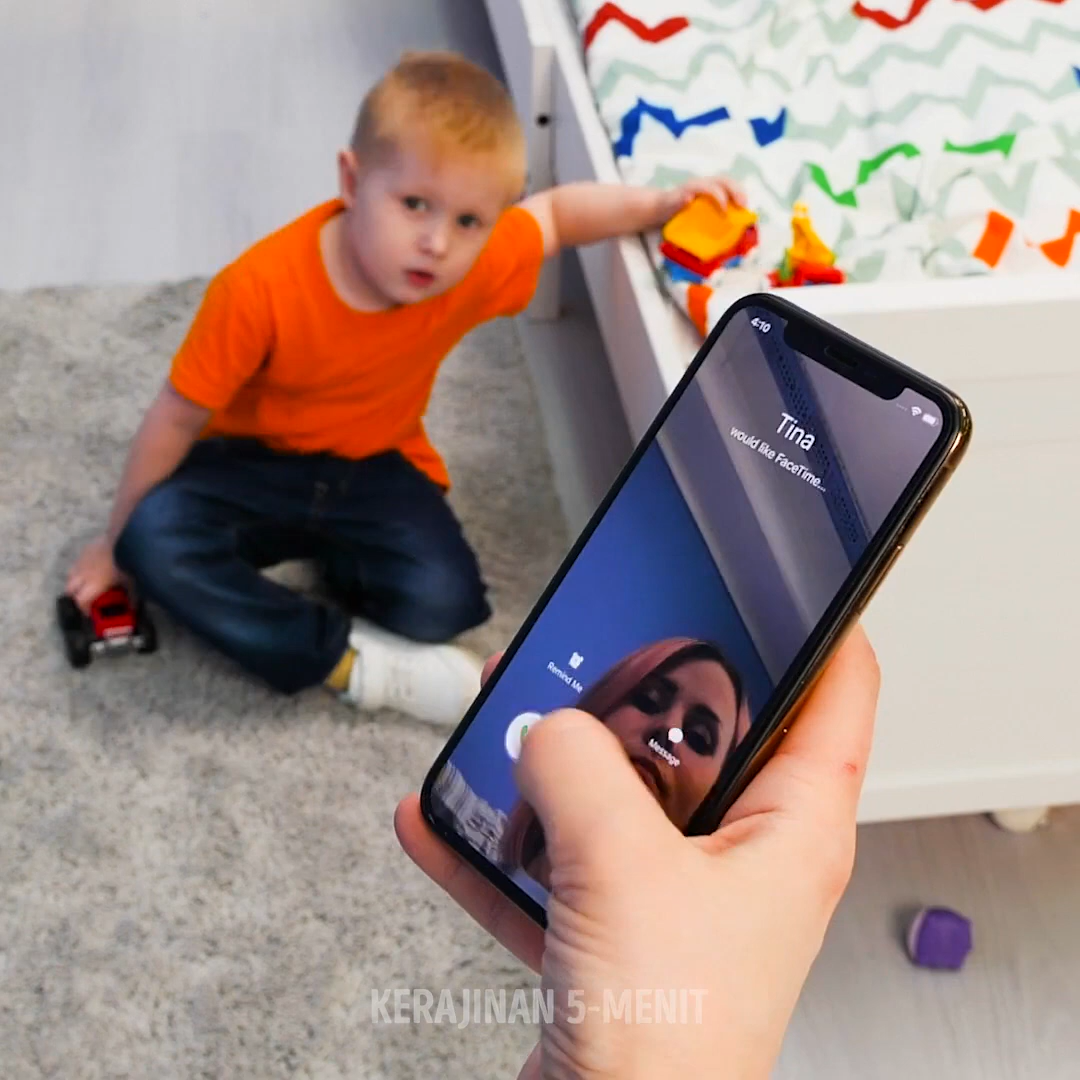 4:10
Tina
would like FaceTime...
Remind Me
Message
KERAJINAN 5-MENIT